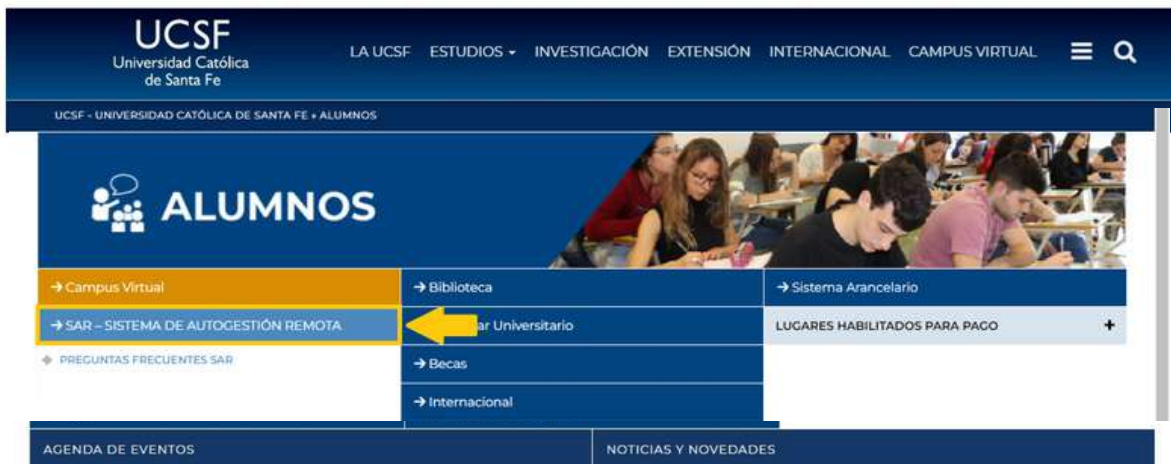 UCSF
Universidad Católica
de Santa Fe
LA UCSF ESTUDIOS INVESTIGACIÓN EXTENSIÓN INTERNACIONAL CAMPUS VIRTUAL
UCSF - UNIVERSIDAD CATÓLICA DE SANTA FE » ALUMNOS
ALUMNOS
→ Campus Virtual
→ SAR – SISTEMA DE AUTOGESTIÓN REMOTA
PREGUNTAS FRECUENTES SAR
→ Biblioteca
Universitario
→ Becas
→ Internacional
→ Sistema Arancelario
LUGARES HABILITADOS PARA PAGO +
AGENDA DE EVENTOS
NOTICIAS Y NOVEDADES